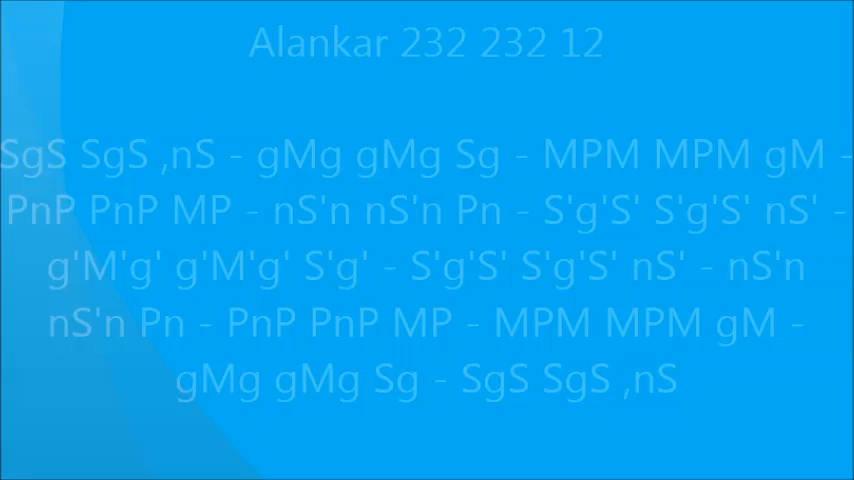 Alankar 232 232 12
SgS SgS ,nS - gMg gMg Sg - MPM MPM gM -
PnP PnP MP - nS'n nS'n Pn - S'g'S' S'g'S' nS' -
g'M'g' g'M'g' S'g' - S'g'S' S'g'S' nS' - nS'n
nS'n Pn - PnP PnP MP - MPM MPM gM -
gMg gMg Sg - SgS SgS ,nS